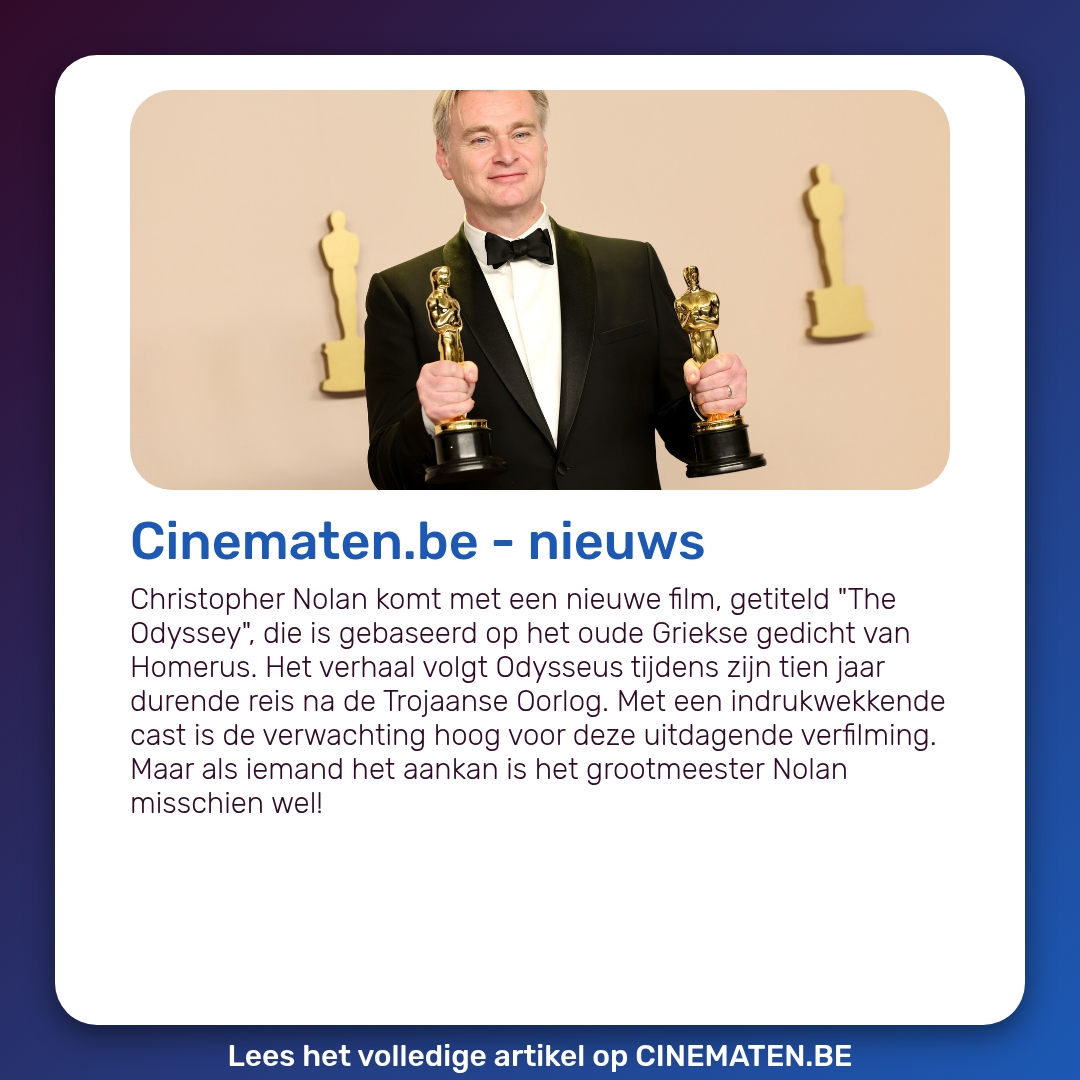 Cinematen.be - nieuws
Christopher Nolan komt met een nieuwe film, getiteld "The
Odyssey", die is gebaseerd op het oude Griekse gedicht van
Homerus. Het verhaal volgt Odysseus tijdens zijn tien jaar
durende reis na de Trojaanse Oorlog. Met een indrukwekkende
cast is de verwachting hoog voor deze uitdagende verfilming.
Maar als iemand het aankan is het grootmeester Nolan
misschien wel!
Lees het volledige artikel op CINEMATEN.BE